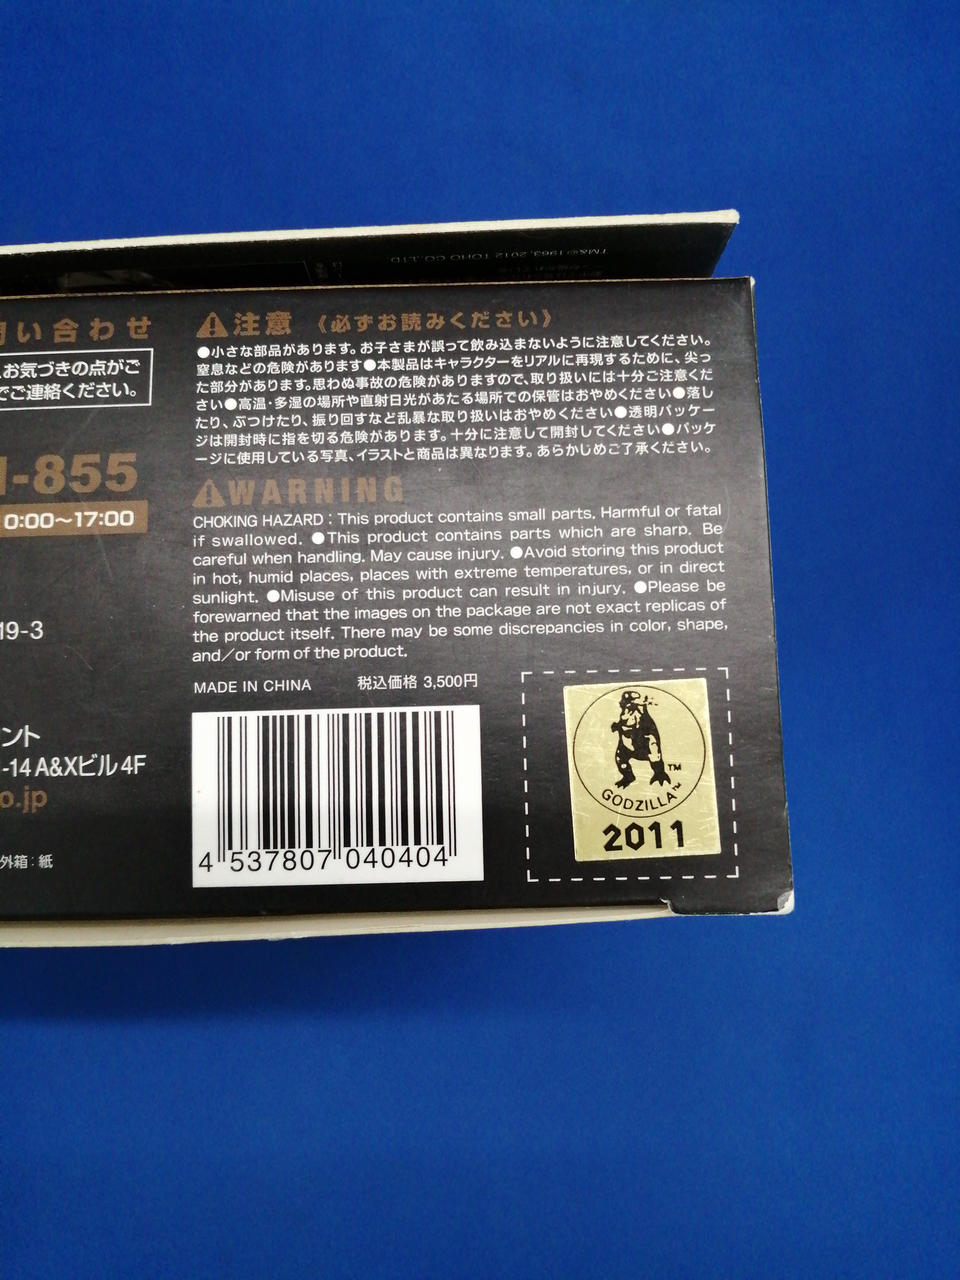 TM&© 1963, 2012 TOHO CO.,LTD.
問い合わせ
お気づきの点がご
でご連絡ください。
-855
0:00〜17:00
19-3
ント
-14 A&Xビル 4F
o.jp
外箱：紙
注意 《必ずお読みください》
●小さな部品があります。お子さまが誤って飲み込まないように注意してください。
窒息などの危険があります●本製品はキャラクターをリアルに再現するために、尖っ
た部分があります。思わぬ事故の危険がありますので、取り扱いには十分ご注意くだ
さい●高温・多湿の場所や直射日光があたる場所での保管はおやめください●落し
たり、ぶつけたり、振り回すなど乱暴な取り扱いはおやめください●透明パッケー
ジは開封時に指を切る危険があります。十分に注意して開封してください●パッケ
ージに使用している写真、イラストと商品は異なります。あらかじめご了承ください。
WARNING
CHOKING HAZARD : This product contains small parts. Harmful or fatal
if swallowed. ●This product contains parts which are sharp. Be
careful when handling. May cause injury. ●Avoid storing this product
in hot, humid places, places with extreme temperatures, or in direct
sunlight. ●Misuse of this product can result in injury. ●Please be
forewarned that the images on the package are not exact replicas of
the product itself. There may be some discrepancies in color, shape,
and/or form of the product.
MADE IN CHINA 税込価格 3,500円
4 537807 040404
TM
GODZILLA™
2011